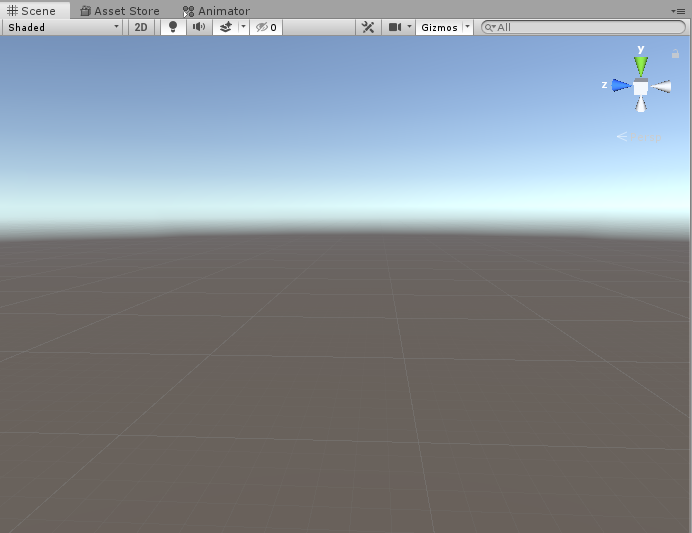 Scene Asset Store Animator
Shaded 2D 0 Gizmos All
y
z